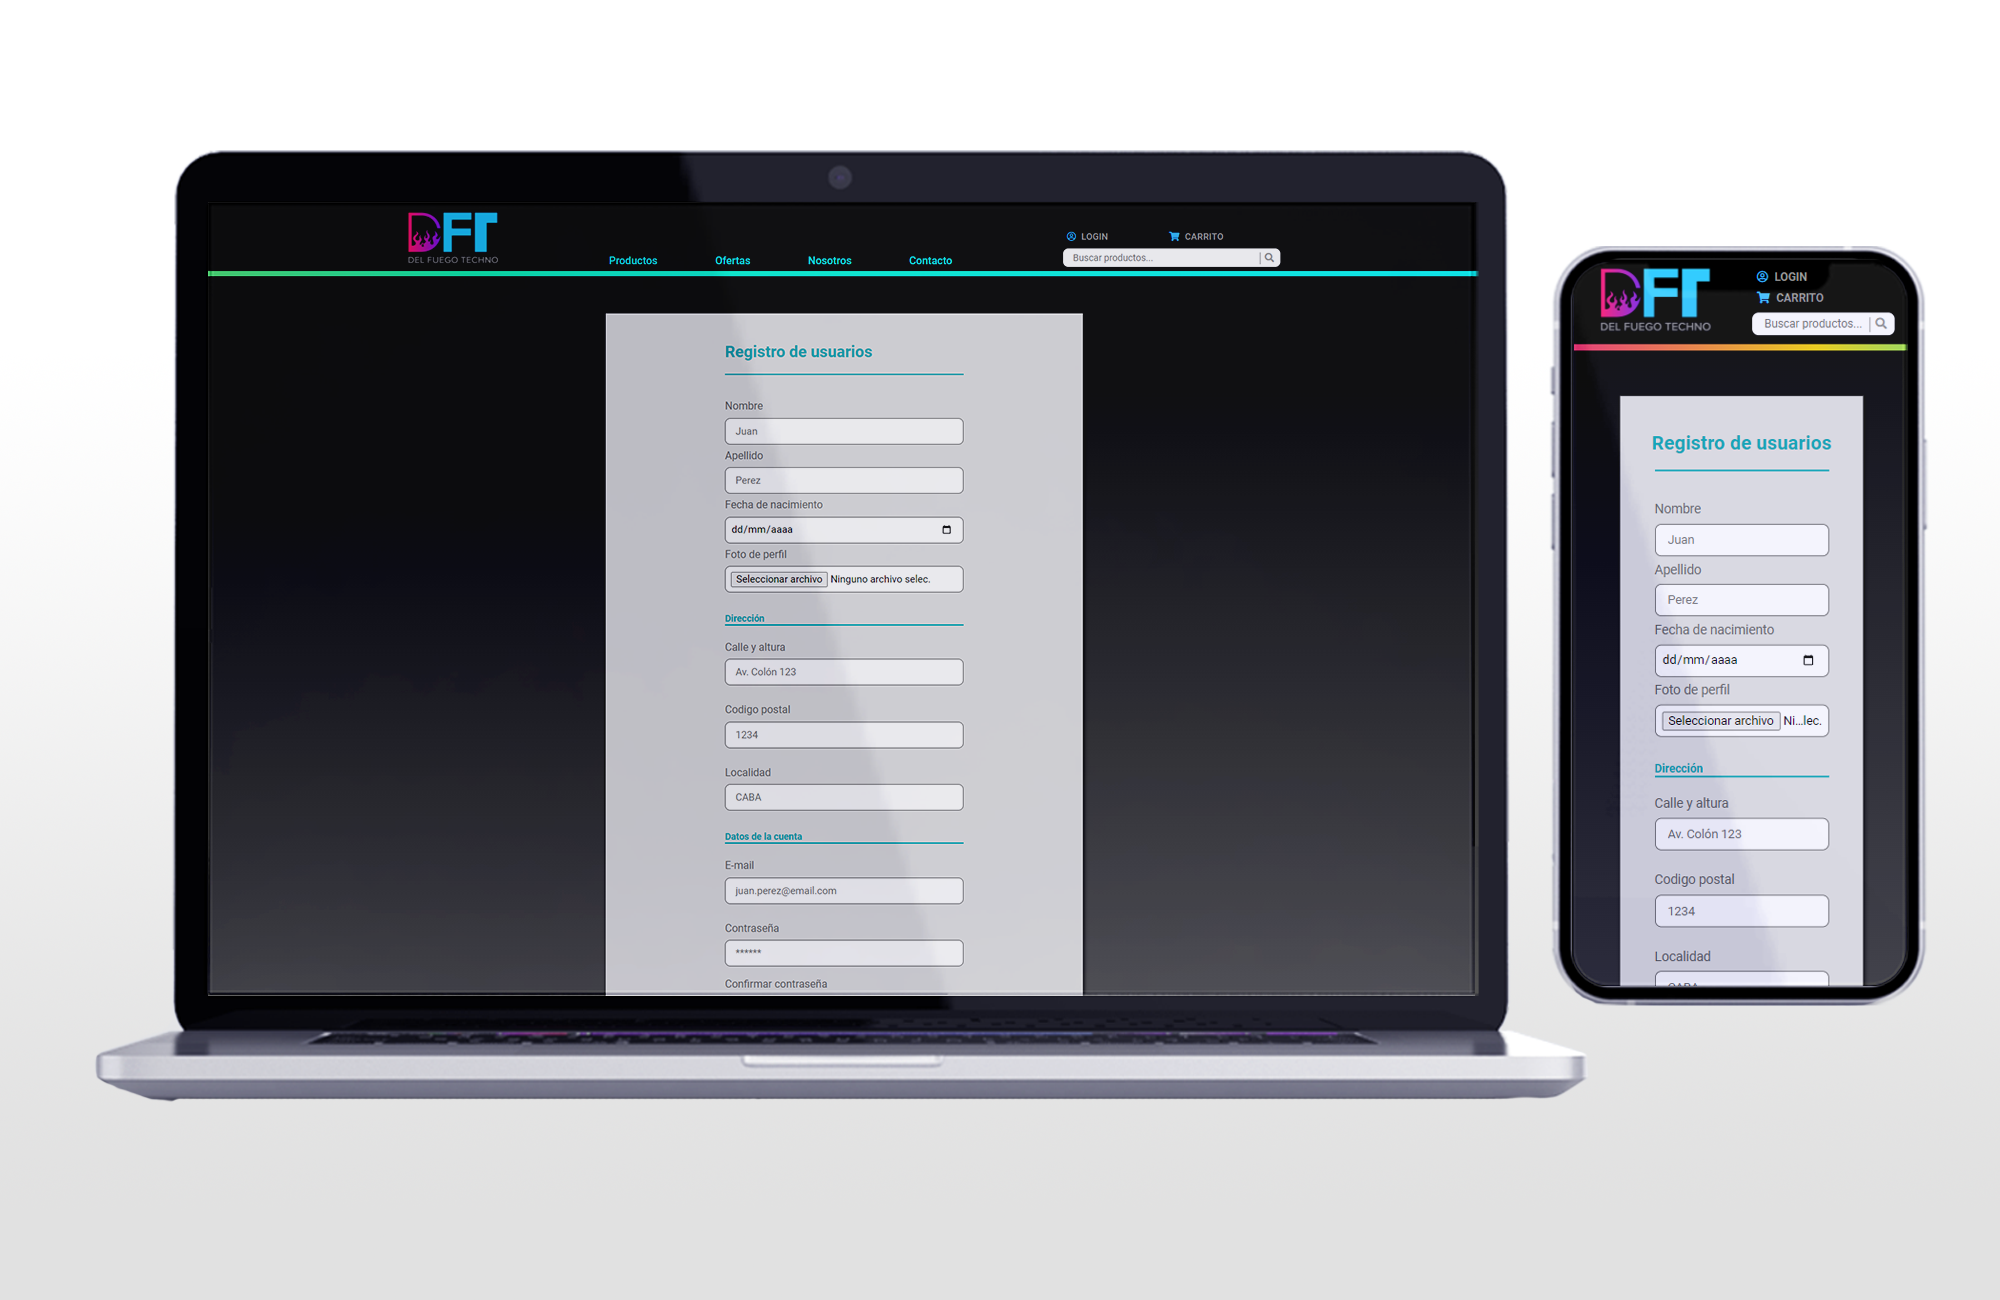 DFT
DEL FUEGO TECHNO
Productos
Ofertas
Nosotros
Contacto
LOGIN
CARRITO
Buscar productos...
Registro de usuarios
Nombre
Juan
Apellido
Perez
Fecha de nacimiento
dd/mm/aaaa
Foto de perfil
Seleccionar archivo Ninguno archivo selec.
Dirección
Calle y altura
Av. Colón 123
Codigo postal
1234
Localidad
CABA
Datos de la cuenta
E-mail
juan.perez@email.com
Contraseña
******
Confirmar contraseña
DFT
DEL FUEGO TECHNO
LOGIN
CARRITO
Buscar productos...
Registro de usuarios
Nombre
Juan
Apellido
Perez
Fecha de nacimiento
dd/mm/aaaa
Foto de perfil
Seleccionar archivo Ni...lec.
Dirección
Calle y altura
Av. Colón 123
Codigo postal
1234
Localidad
CABA